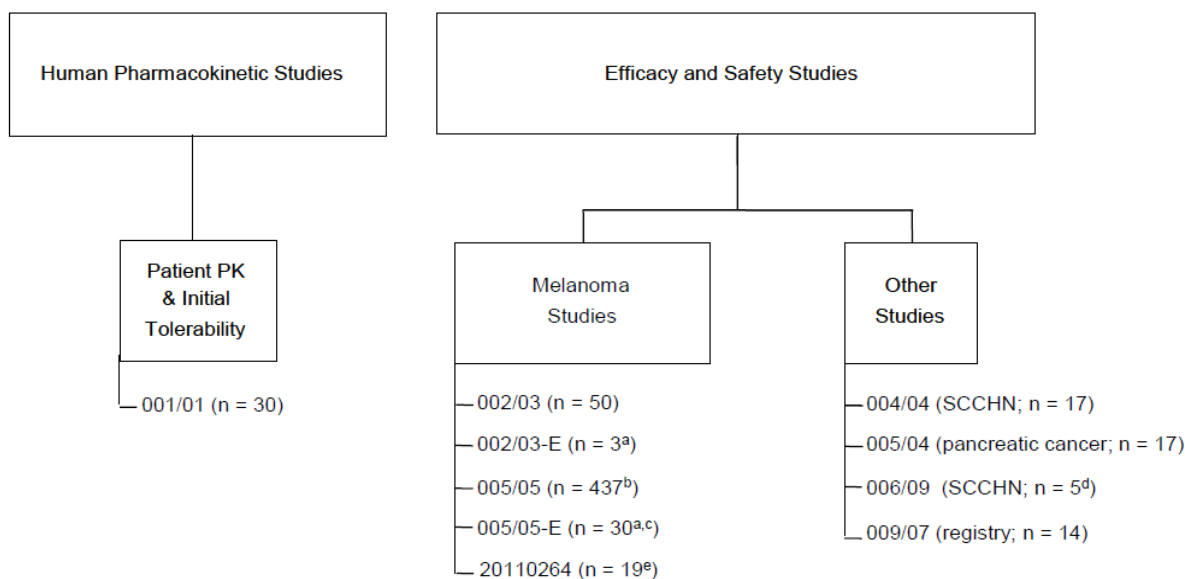 Human Pharmacokinetic Studies
Efficacy and Safety Studies
Patient PK
& Initial
Tolerability
001/01 (n = 30)
Melanoma
Studies
002/03 (n = 50)
002/03-E (n = 3ᵃ)
005/05 (n = 437ᵇ)
005/05-E (n = 30ᵃ,ᶜ)
20110264 (n = 19ᵉ)
Other
Studies
004/04 (SCCHN; n = 17)
005/04 (pancreatic cancer; n = 17)
006/09 (SCCHN; n = 5ᵈ)
009/07 (registry; n = 14)